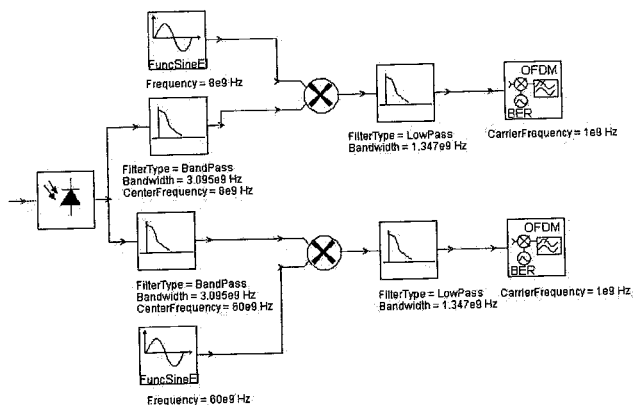 FuncSineEl
Frequency = 8e9 Hz
FilterType = BandPass
Bandwidth = 3.095e9 Hz
CenterFrequency = 8e9 Hz
FilterType = LowPass
Bandwidth = 1.347e9 Hz
OFDM
BER
CarrierFrequency = 1e9 Hz
FilterType = BandPass
Bandwidth = 3.095e9 Hz
CenterFrequency = 60e9 Hz
FilterType = LowPass
Bandwidth = 1.347e9 Hz
OFDM
BER
CarrierFrequency = 1e9 Hz
FuncSineEl
Frequency = 60e9 Hz